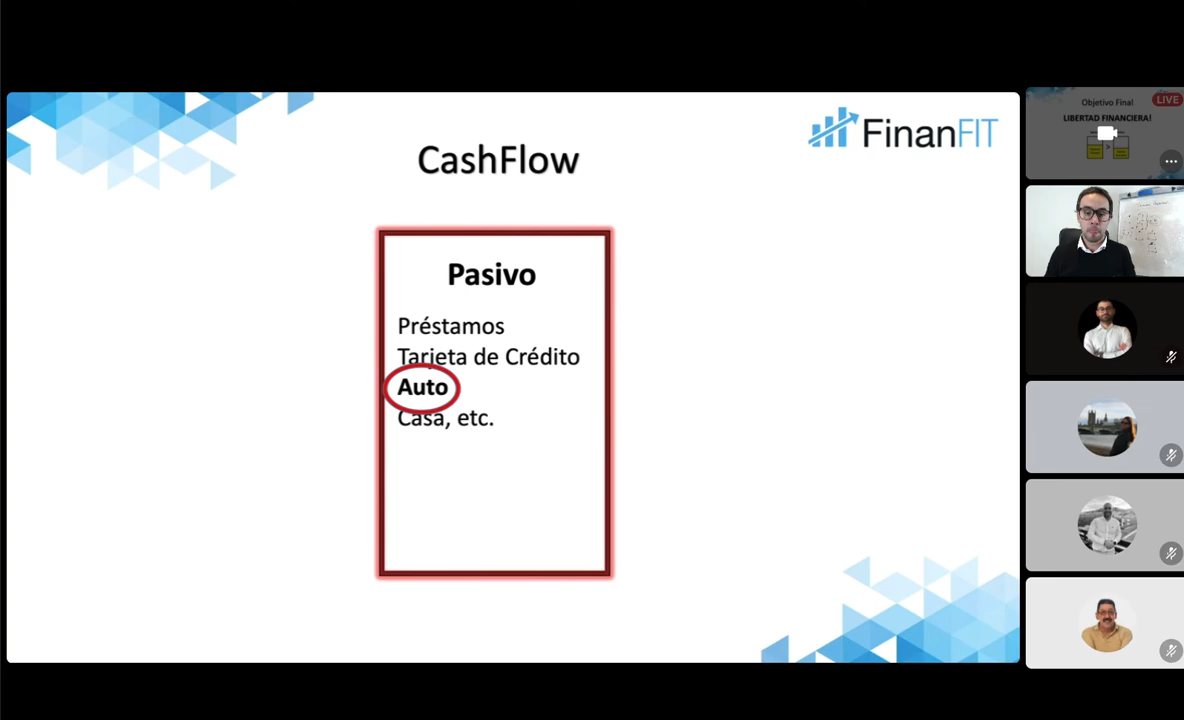 CashFlow
FinanFIT
Pasivo
Préstamos
Tarjeta de Crédito
Auto
Casa, etc.
Objetivo Final
LIVE
LIBERTAD FINANCIERA!
>